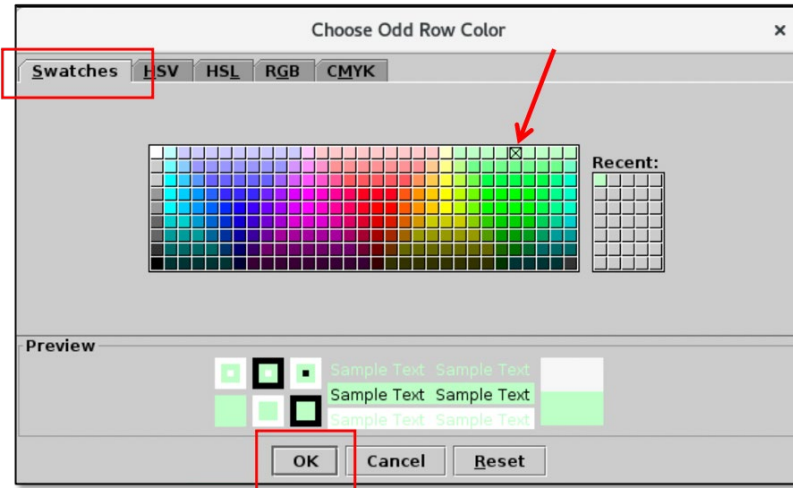 Choose Odd Row Color ×
Swatches HSV HSL RGB CMYK
Recent:
Preview
Sample Text Sample Text
Sample Text Sample Text
Sample Text Sample Text
OK Cancel Reset